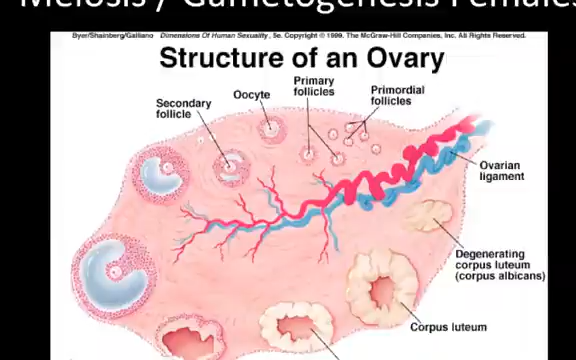 Meiosis / Gametogenesis Females
Byer/Shainberg/Galliano Dimensions Of Human Sexuality, 5e. Copyright © 1999. The McGraw-Hill Companies, Inc. All Rights Reserved.
Structure of an Ovary
Primary
follicles
Primordial
follicles
Oocyte
Secondary
follicle
Ovarian
ligament
Degenerating
corpus luteum
(corpus albicans)
Corpus luteum